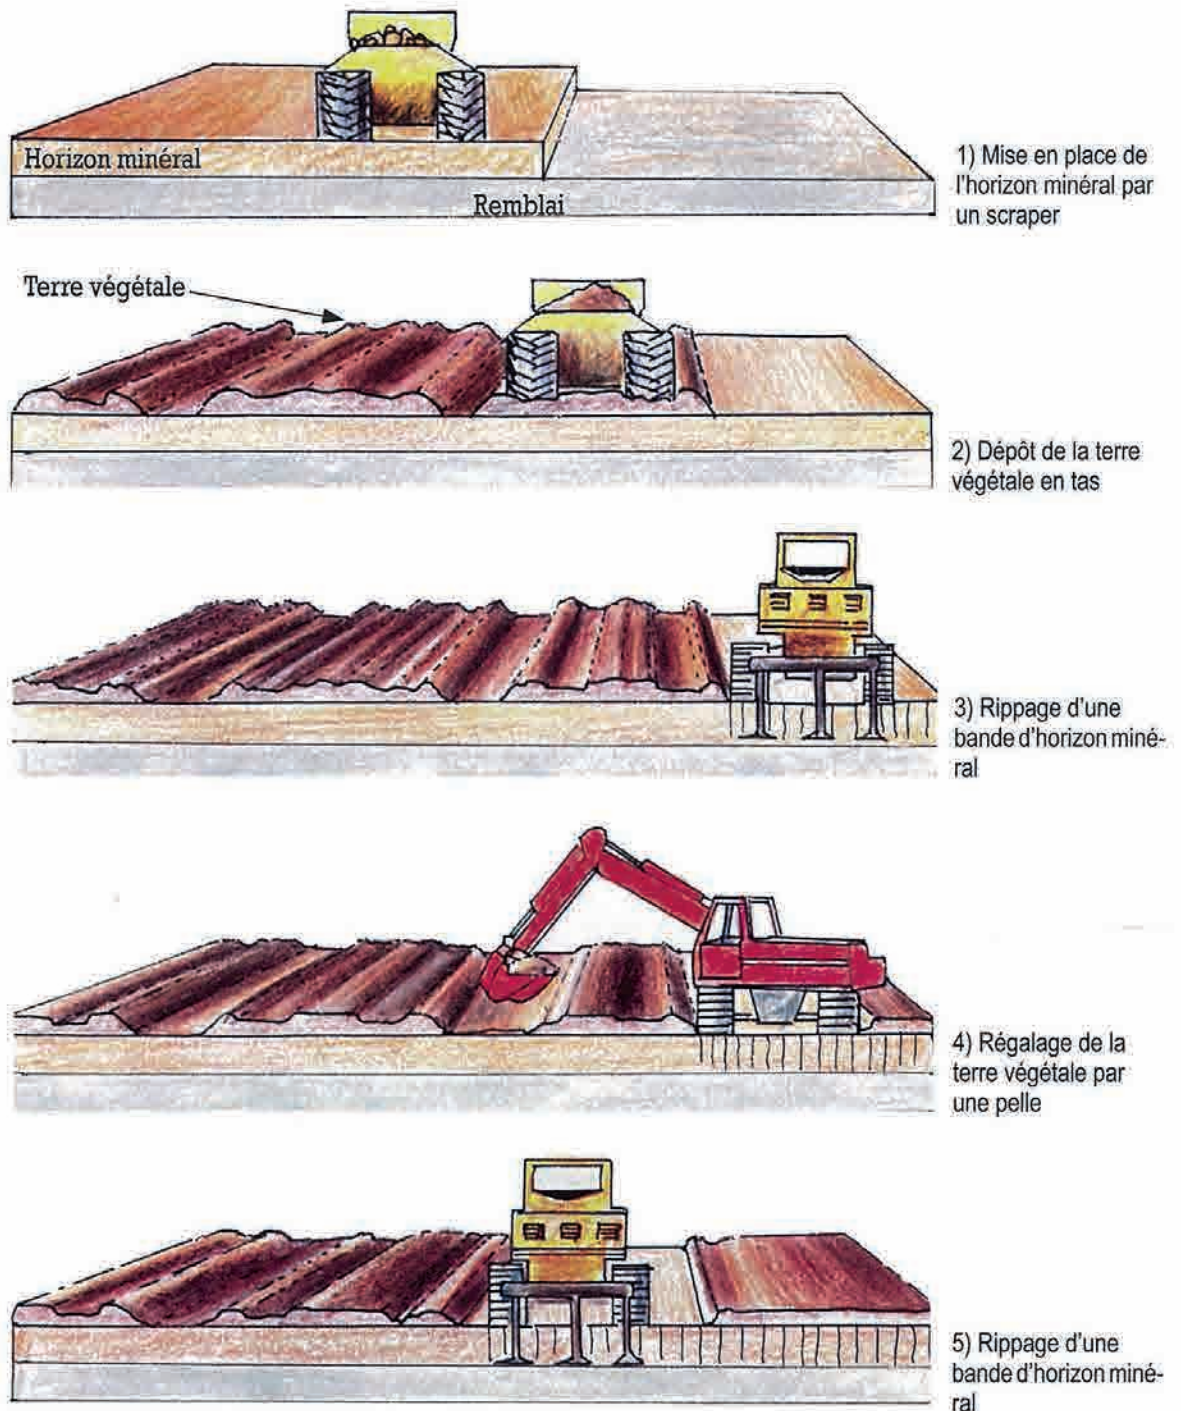 Horizon minéral
Remblai
1) Mise en place de
l'horizon minéral par
un scraper
Terre végétale
2) Dépôt de la terre
végétale en tas
3) Rippage d'une
bande d'horizon miné-
ral
4) Régalage de la
terre végétale par
une pelle
5) Rippage d'une
bande d'horizon miné-
ral